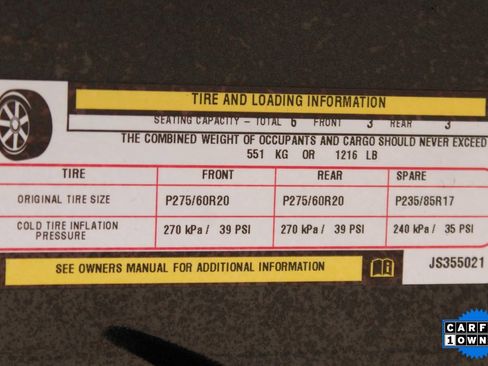 TIRE AND LOADING INFORMATION
SEATING CAPACITY - TOTAL 6 FRONT 3 REAR 3
THE COMBINED WEIGHT OF OCCUPANTS AND CARGO SHOULD NEVER EXCEED
551 KG OR 1216 LB
TIRE FRONT REAR SPARE
ORIGINAL TIRE SIZE P275/60R20 P275/60R20 P235/85R17
COLD TIRE INFLATION PRESSURE 270 kPa / 39 PSI 270 kPa / 39 PSI 240 kPa / 35 PSI
SEE OWNERS MANUAL FOR ADDITIONAL INFORMATION
JS355021
CARF
1 OWN